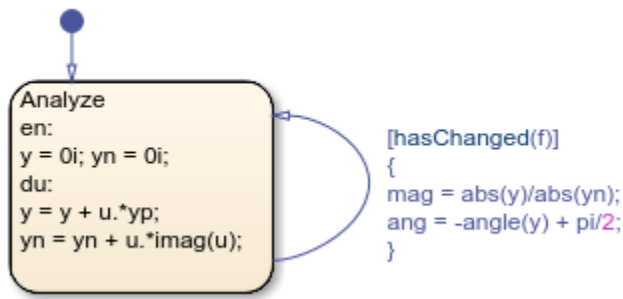 Analyze
en:
y = 0i; yn = 0i;
du:
y = y + u.*yp;
yn = yn + u.*imag(u);
[hasChanged(f)]
{
mag = abs(y)/abs(yn);
ang = -angle(y) + pi/2;
}